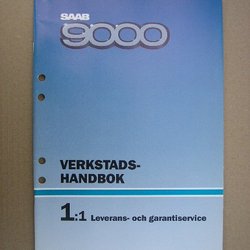 SAAB
9000
VERKSTADS-
HANDBOK
1:1 Leverans- och garantiservice